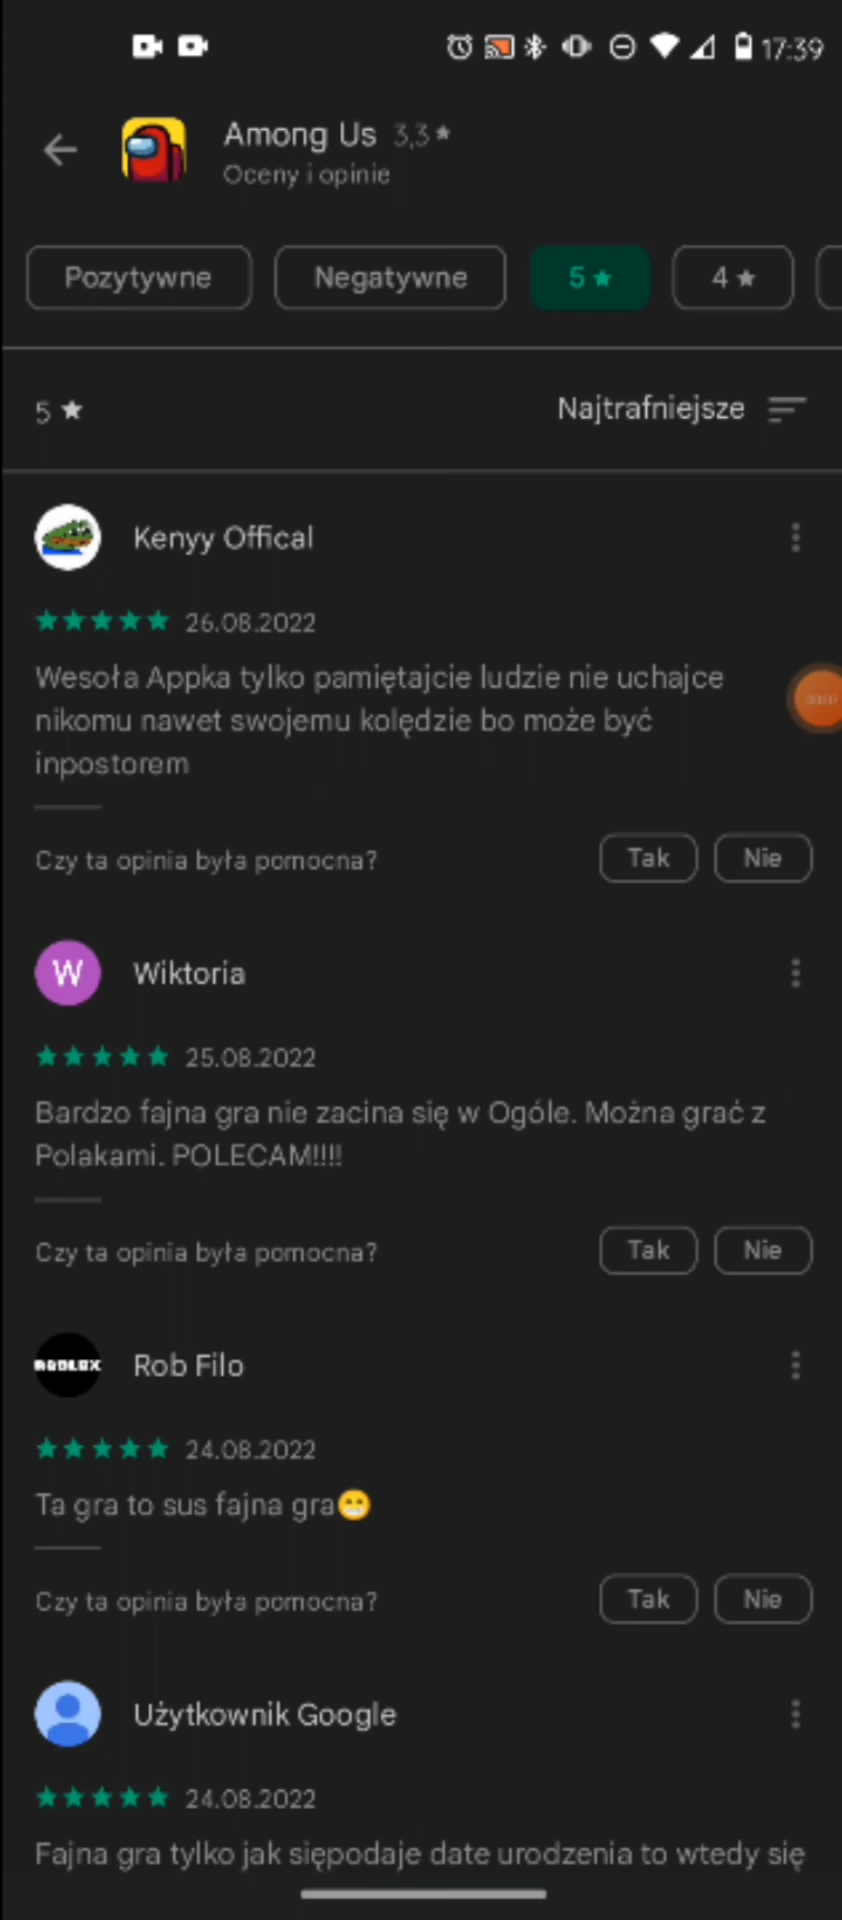 17:39
Among Us 3,3 ★
Oceny i opinie
Pozytywne Negatywne 5 ★ 4 ★
5 ★ Najtrafniejsze
Kenyy Offical
★★★★★ 26.08.2022
Wesoła Appka tylko pamiętajcie ludzie nie uchajce
nikomu nawet swojemu kolędzie bo może być
inpostorem
Czy ta opinia była pomocna? Tak Nie
W Wiktoria
★★★★★ 25.08.2022
Bardzo fajna gra nie zacina się w Ogóle. Można grać z
Polakami. POLECAM!!!!
Czy ta opinia była pomocna? Tak Nie
ROBLOX Rob Filo
★★★★★ 24.08.2022
Ta gra to sus fajna gra😁
Czy ta opinia była pomocna? Tak Nie
Użytkownik Google
★★★★★ 24.08.2022
Fajna gra tylko jak siępodaje date urodzenia to wtedy się